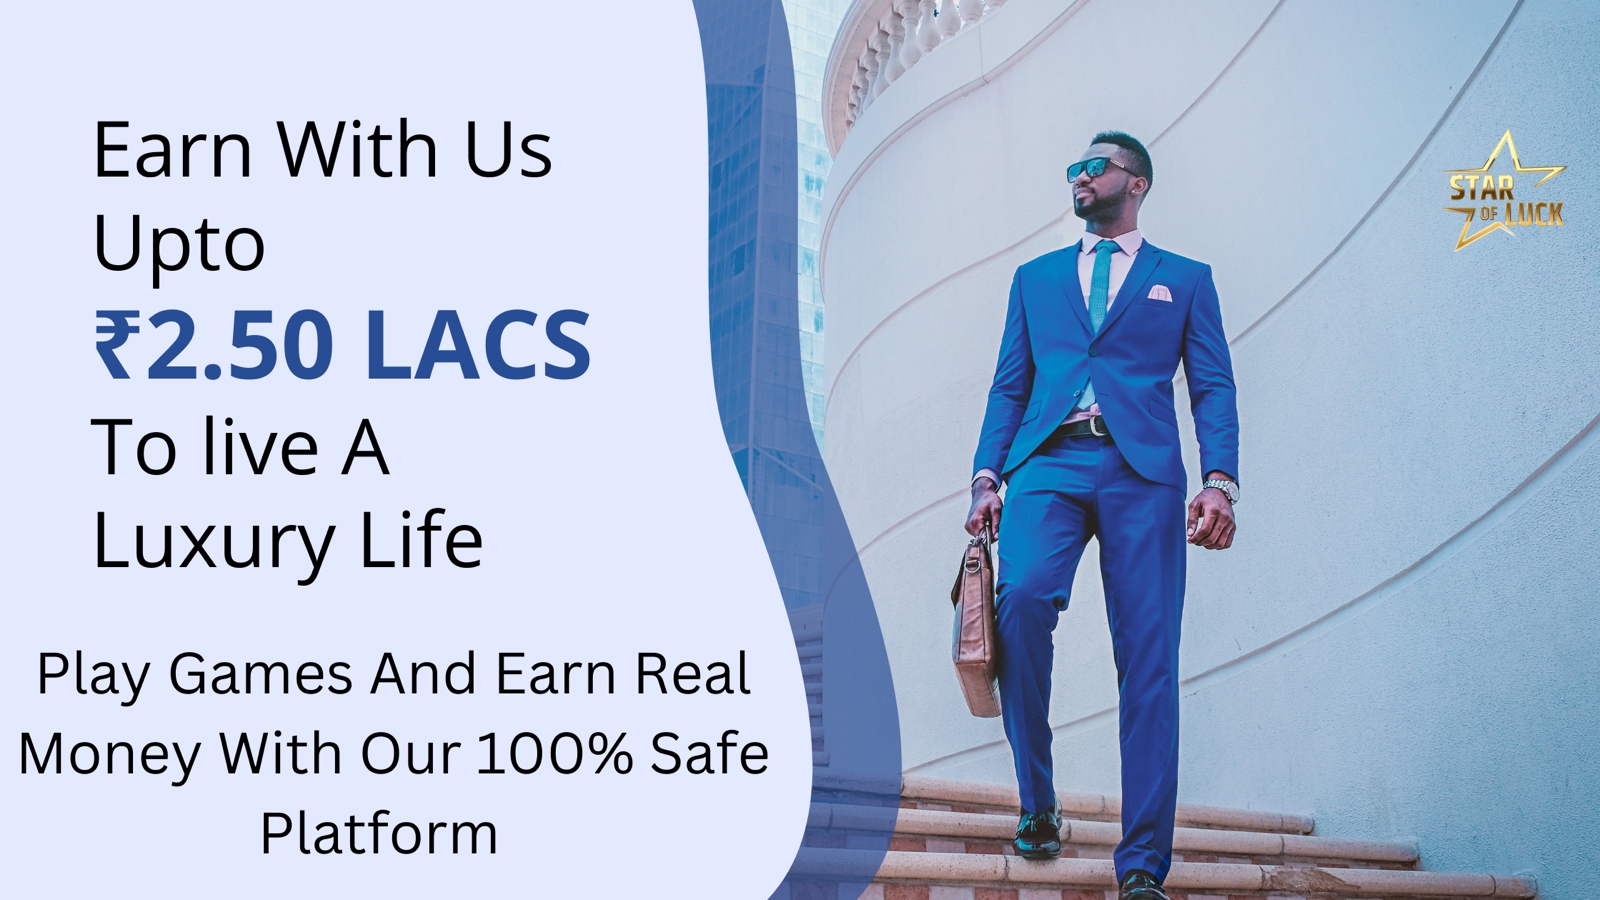 Earn With Us
Upto
₹2.50 LACS
To live A
Luxury Life
Play Games And Earn Real
Money With Our 100% Safe
Platform
STAR
OF LUCK